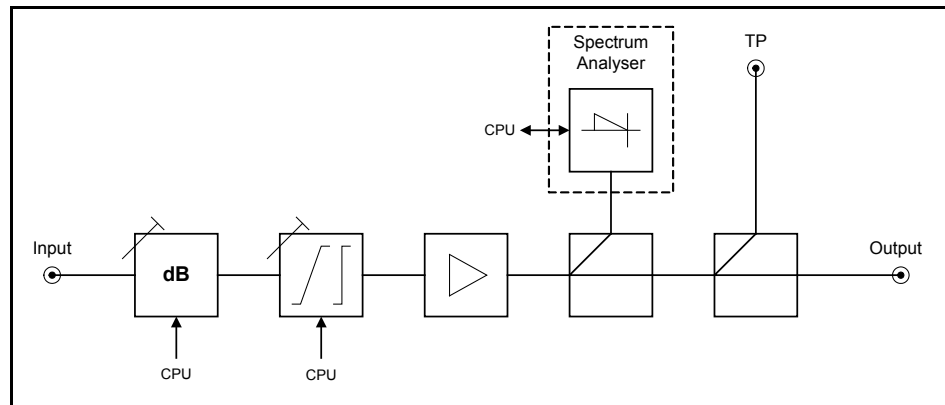 Spectrum
Analyser
TP
CPU
Input
dB
Output
CPU
CPU